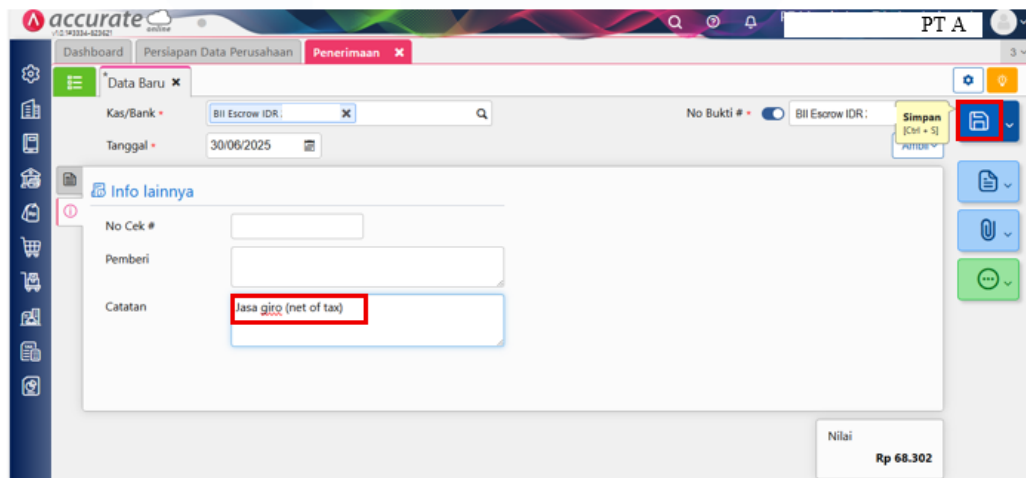 accurate
online
PT A
Dashboard Persiapan Data Perusahaan Penerimaan
3
*Data Baru
Kas/Bank * BII Escrow IDR No Bukti # * BII Escrow IDR
Simpan
[Ctrl + S]
Tanggal * 30/06/2025 Ambil
Info lainnya
No Cek #
Pemberi
Catatan Jasa giro (net of tax)
Nilai
Rp 68.302